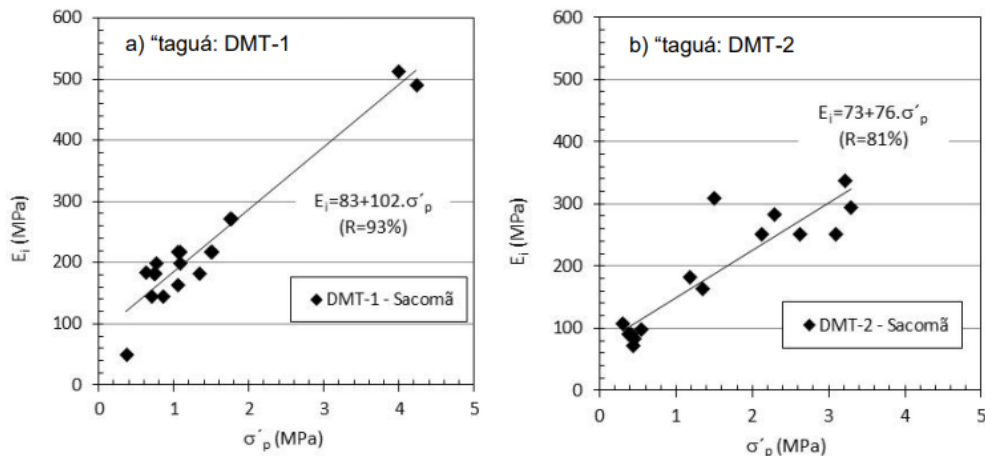 a) “taguá: DMT-1
600
500
400
300
200
100
0
0 1 2 3 4 5
Ei (MPa)
σ´p (MPa)
Ei=83+102.σ´p
(R=93%)
DMT-1 - Sacomã
b) “taguá: DMT-2
600
500
400
300
200
100
0
0 1 2 3 4 5
Ei (MPa)
σ´p (MPa)
Ei=73+76.σ´p
(R=81%)
DMT-2 - Sacomã